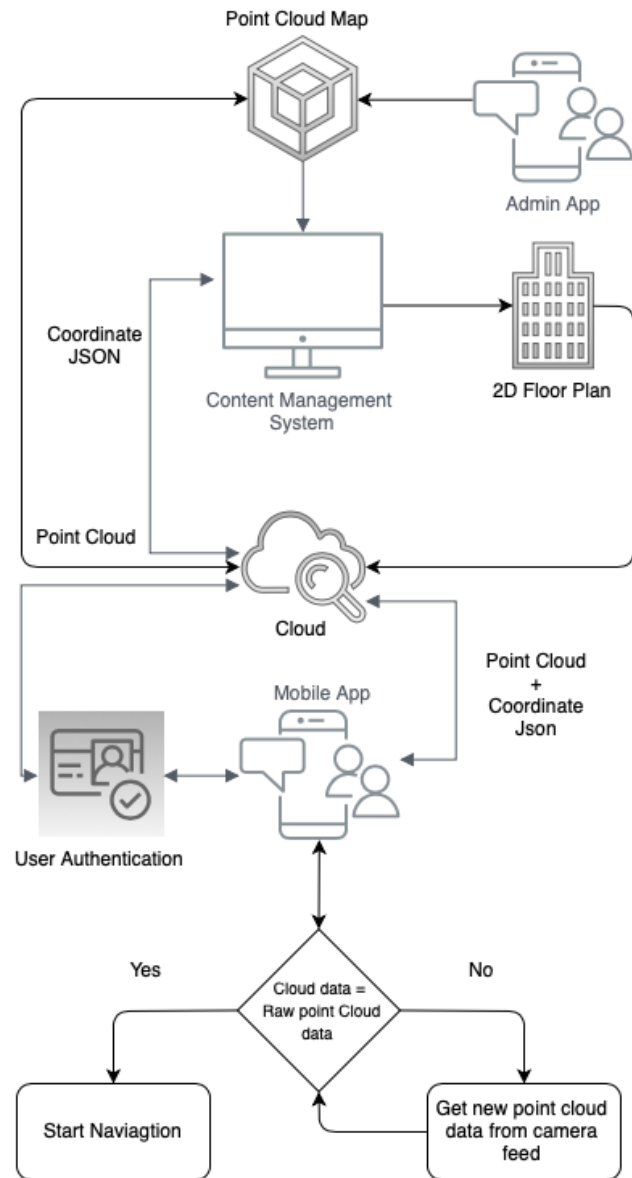 Point Cloud Map
Admin App
Coordinate
JSON
Content Management
System
2D Floor Plan
Point Cloud
Cloud
Point Cloud
+
Coordinate
Json
Mobile App
User Authentication
Yes
No
Cloud data =
Raw point Cloud
data
Start Naviagtion
Get new point cloud
data from camera
feed